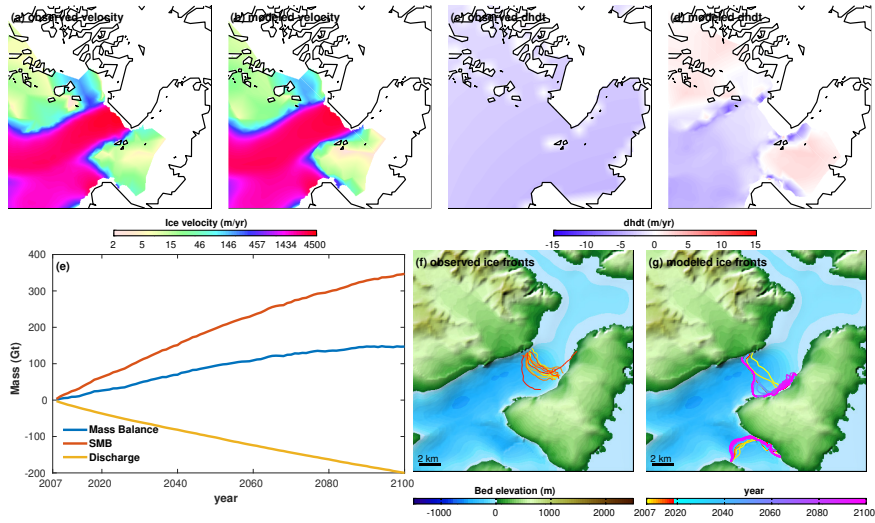 (a) observed velocity
(b) modeled velocity
(c) observed dhdt
(d) modeled dhdt
Ice velocity (m/yr)
2 5 15 46 146 457 1434 4500
dhdt (m/yr)
-15 -10 -5 0 5 10 15
(e)
400
300
200
100
0
-100
-200
Mass (Gt)
Mass Balance
SMB
Discharge
2007 2020 2040 2060 2080 2100
year
(f) observed ice fronts
2 km
(g) modeled ice fronts
2 km
Bed elevation (m)
-1000 0 1000 2000
year
2007 2020 2040 2060 2080 2100